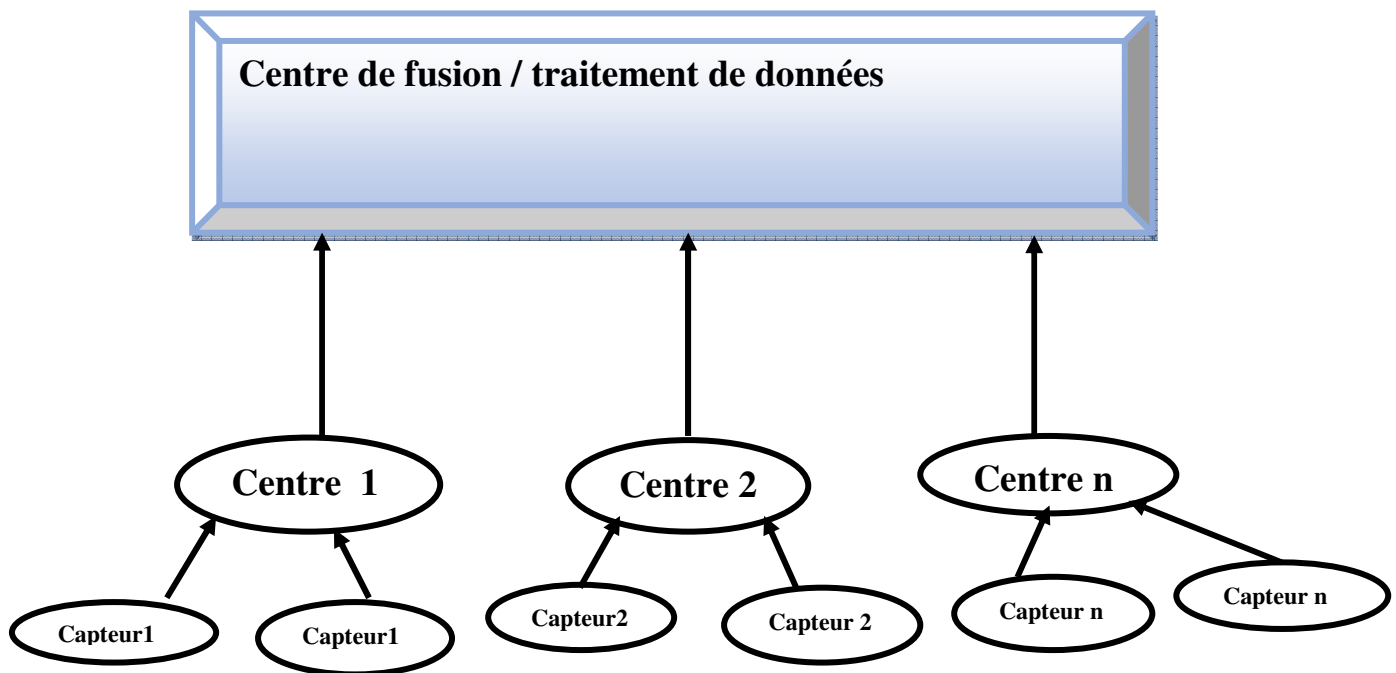 Centre de fusion / traitement de données
Centre 1
Centre 2
Centre n
Capteur1
Capteur1
Capteur2
Capteur 2
Capteur n
Capteur n